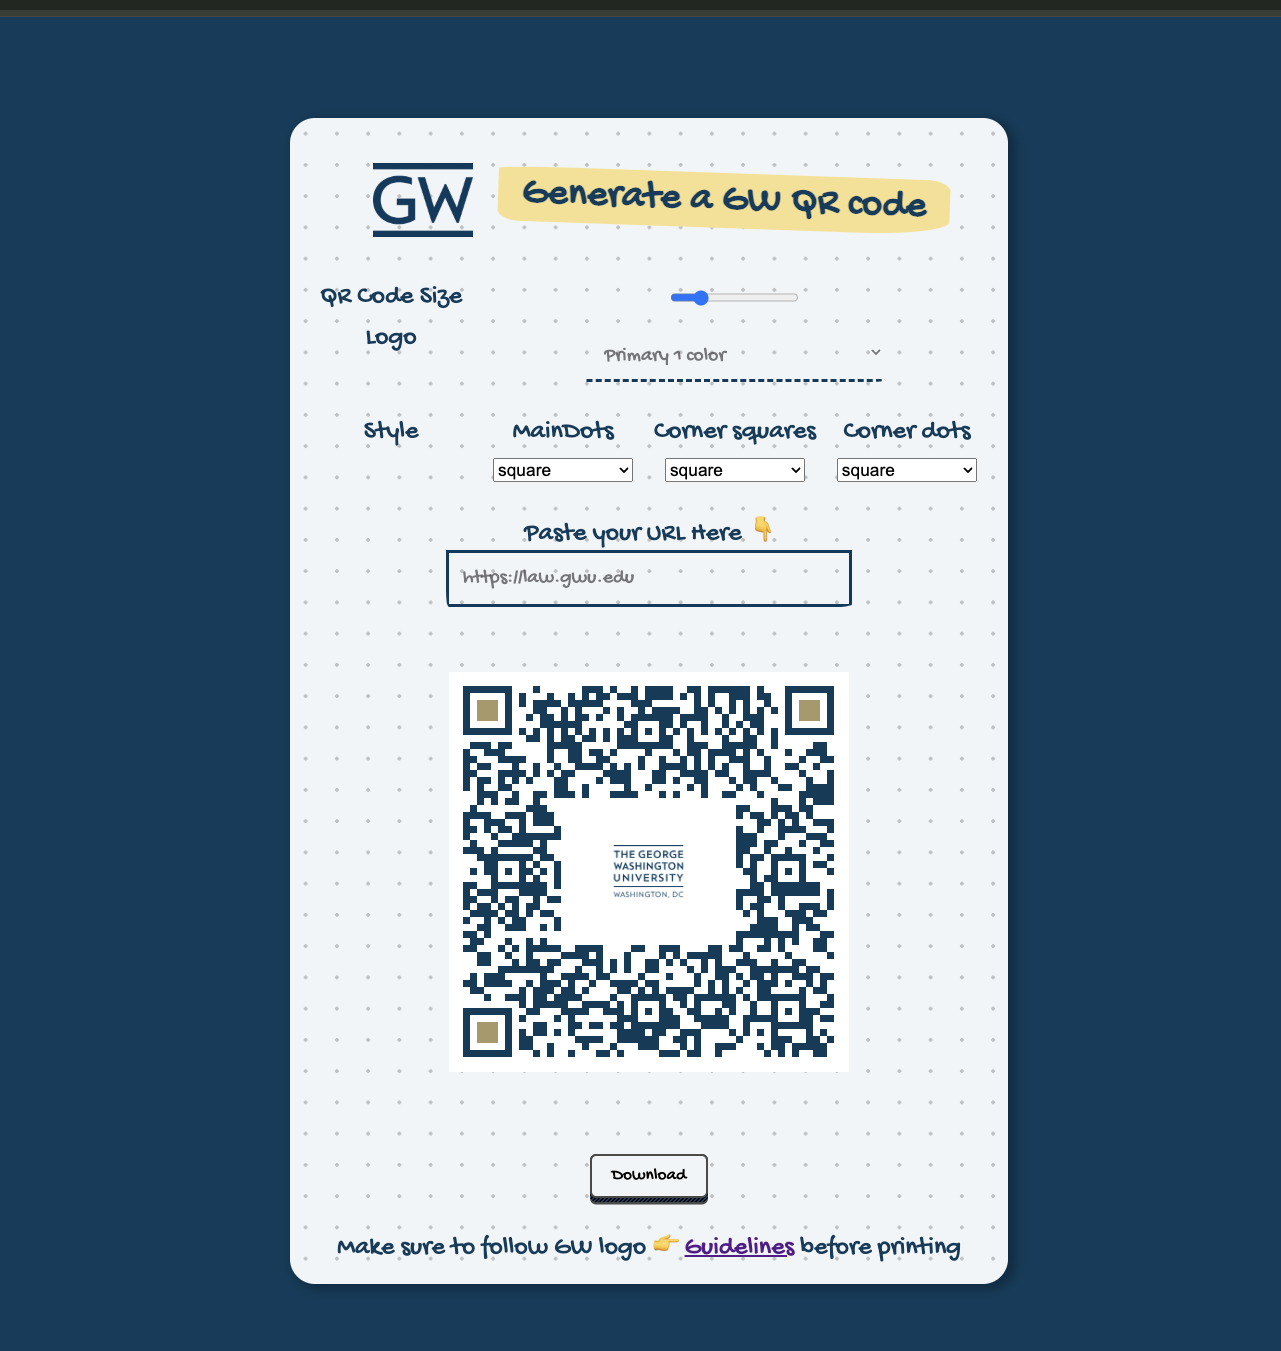 GW
Generate a GW QR code
QR Code Size
Logo
Primary 1 color
Style
MainDots
Corner squares
Corner dots
square
square
square
Paste your URL Here 👇
https://law.gwu.edu
THE GEORGE
WASHINGTON
UNIVERSITY
WASHINGTON, DC
Download
Make sure to follow GW logo 👉 Guidelines before printing